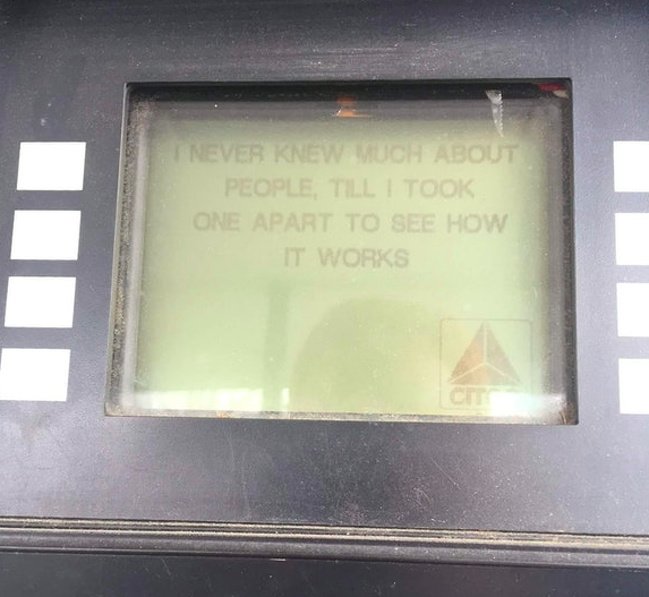 I NEVER KNEW MUCH ABOUT
PEOPLE, TILL I TOOK
ONE APART TO SEE HOW
IT WORKS